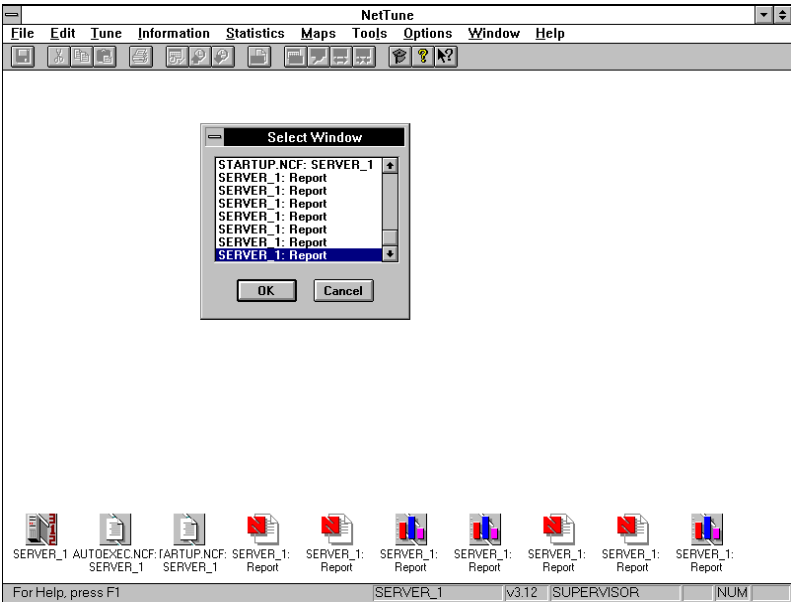 NetTune
File Edit Tune Information Statistics Maps Tools Options Window Help
Select Window
STARTUP.NCF: SERVER_1
SERVER_1: Report
SERVER_1: Report
SERVER_1: Report
SERVER_1: Report
SERVER_1: Report
SERVER_1: Report
SERVER_1: Report
OK Cancel
SERVER_1 AUTOEXEC.NCF: TARTUP.NCF: SERVER_1: SERVER_1: SERVER_1: SERVER_1: SERVER_1: SERVER_1: SERVER_1:
SERVER_1 SERVER_1 Report Report Report Report Report Report Report
For Help, press F1 SERVER_1 v3.12 SUPERVISOR NUM